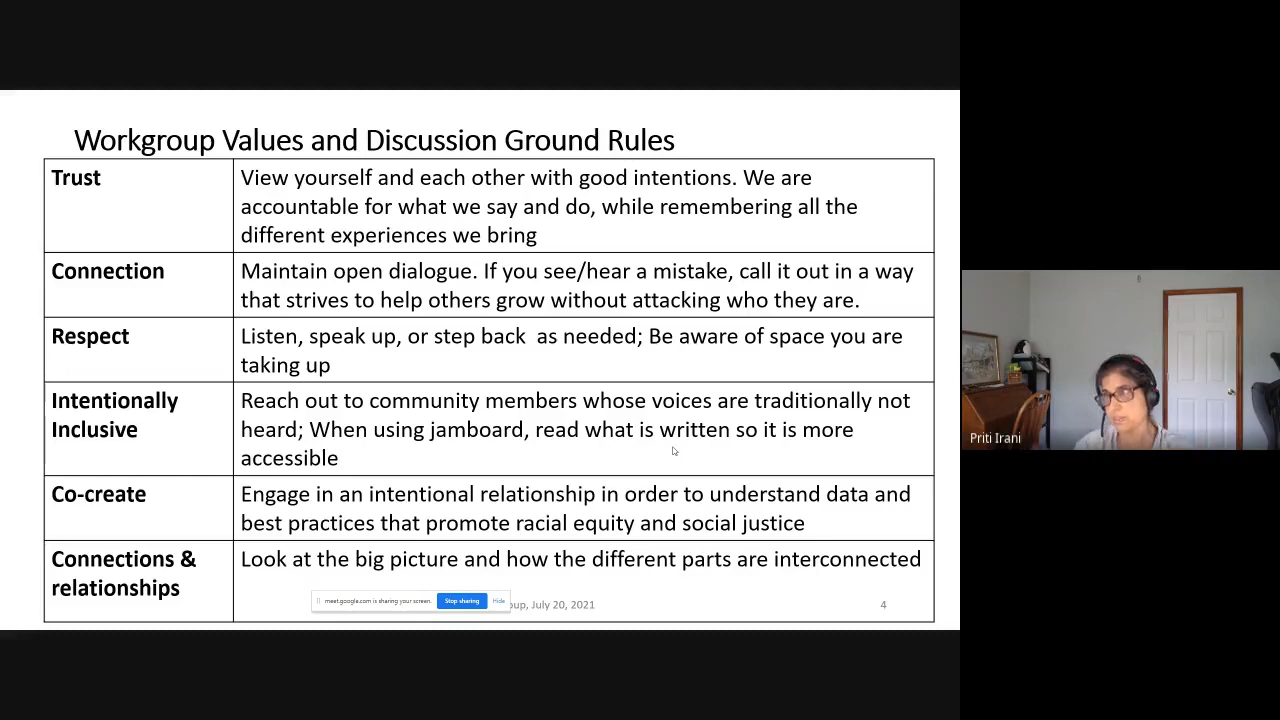 Workgroup Values and Discussion Ground Rules
Trust
View yourself and each other with good intentions. We are
accountable for what we say and do, while remembering all the
different experiences we bring
Connection
Maintain open dialogue. If you see/hear a mistake, call it out in a way
that strives to help others grow without attacking who they are.
Respect
Listen, speak up, or step back as needed; Be aware of space you are
taking up
Intentionally
Inclusive
Reach out to community members whose voices are traditionally not
heard; When using jamboard, read what is written so it is more
accessible
Co-create
Engage in an intentional relationship in order to understand data and
best practices that promote racial equity and social justice
Connections &
relationships
Look at the big picture and how the different parts are interconnected
meet.google.com is sharing your screen.
Stop sharing
Hide
July 20, 2021
4
Priti Irani